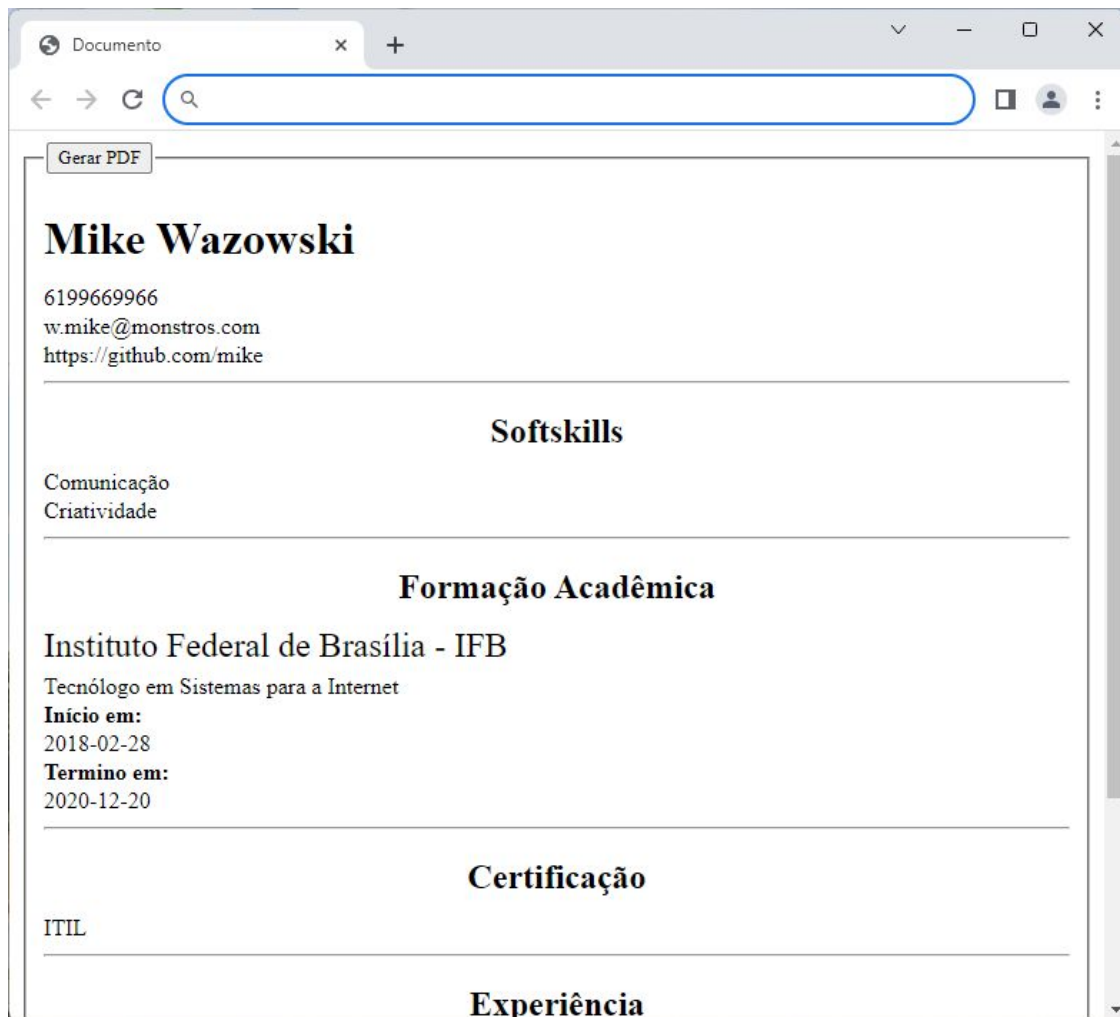 Documento
Gerar PDF
Mike Wazowski
6199669966
w.mike@monstros.com
https://github.com/mike
Softskills
Comunicação
Criatividade
Formação Acadêmica
Instituto Federal de Brasília - IFB
Tecnólogo em Sistemas para a Internet
Início em:
2018-02-28
Termino em:
2020-12-20
Certificação
ITIL
Experiência